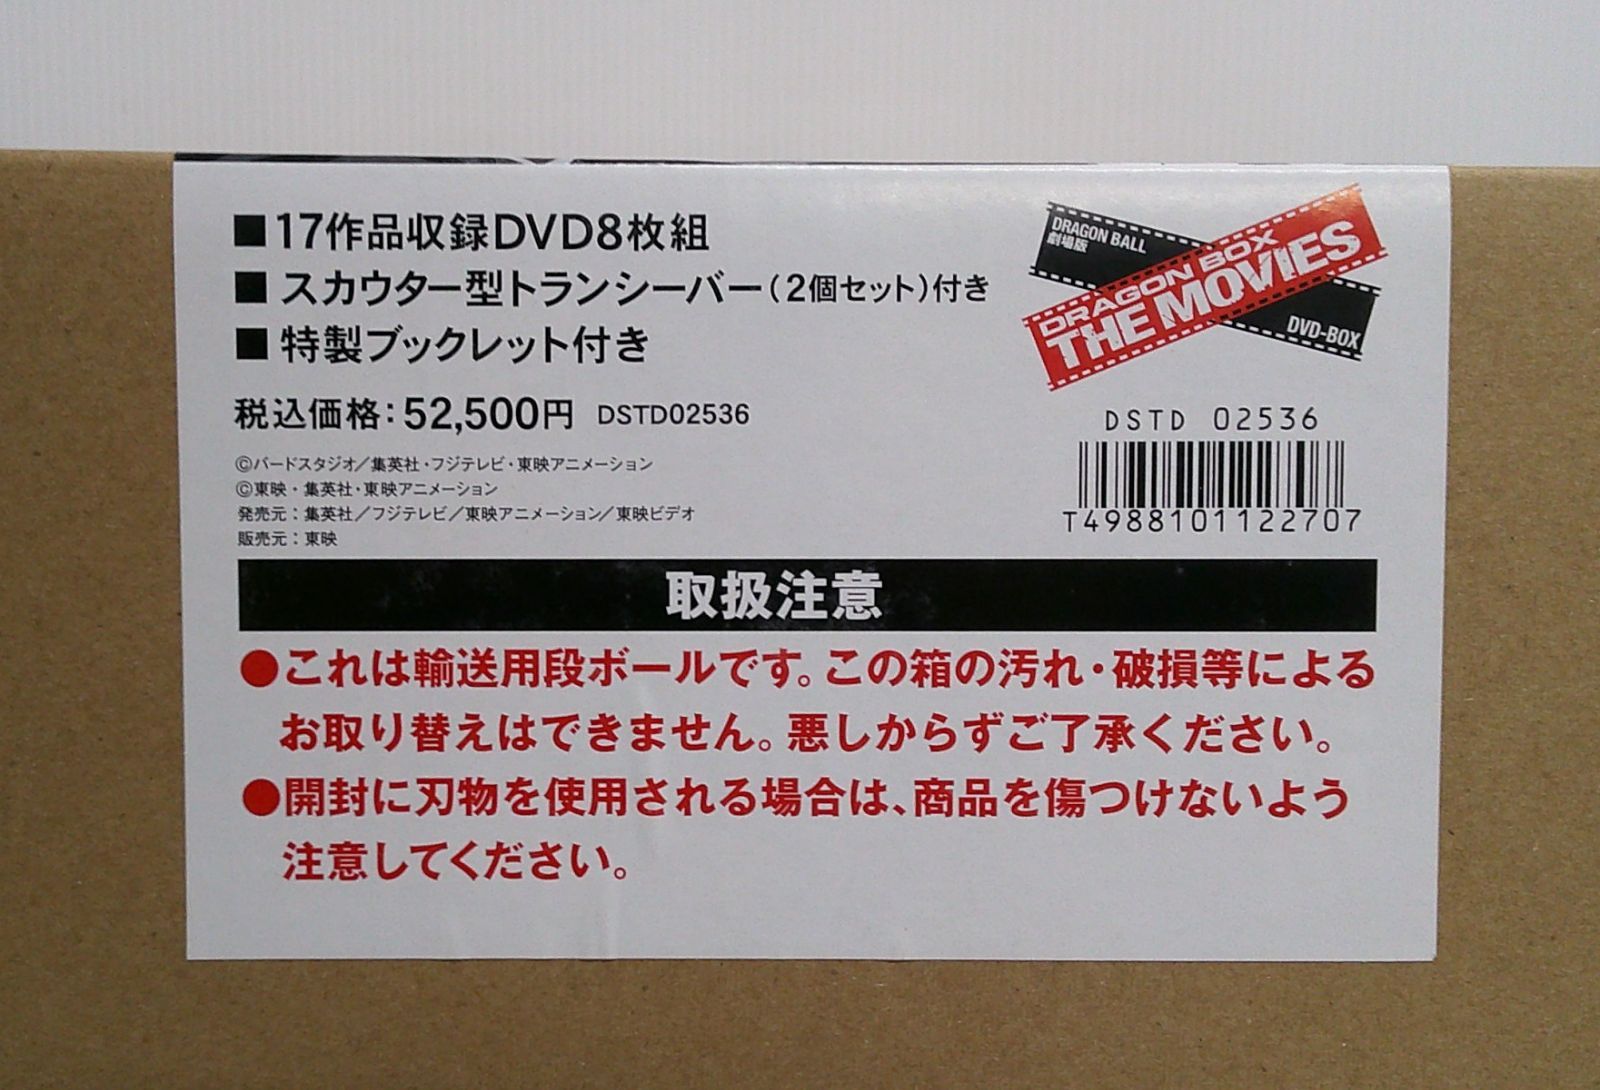 ■17作品収録DVD8枚組
■スカウター型トランシーバー（2個セット）付き
■特製ブックレット付き
税込価格：52,500円 DSTD02536
©バードスタジオ／集英社・フジテレビ・東映アニメーション
©東映・集英社・東映アニメーション
発売元：集英社／フジテレビ／東映アニメーション／東映ビデオ
販売元：東映
DRAGON BALL
劇場版
DRAGON BOX
THE MOVIES
DVD-BOX
DSTD 02536
T4988101122707
取扱注意
●これは輸送用段ボールです。この箱の汚れ・破損等による
お取り替えはできません。悪しからずご了承ください。
●開封に刃物を使用される場合は、商品を傷つけないよう
注意してください。